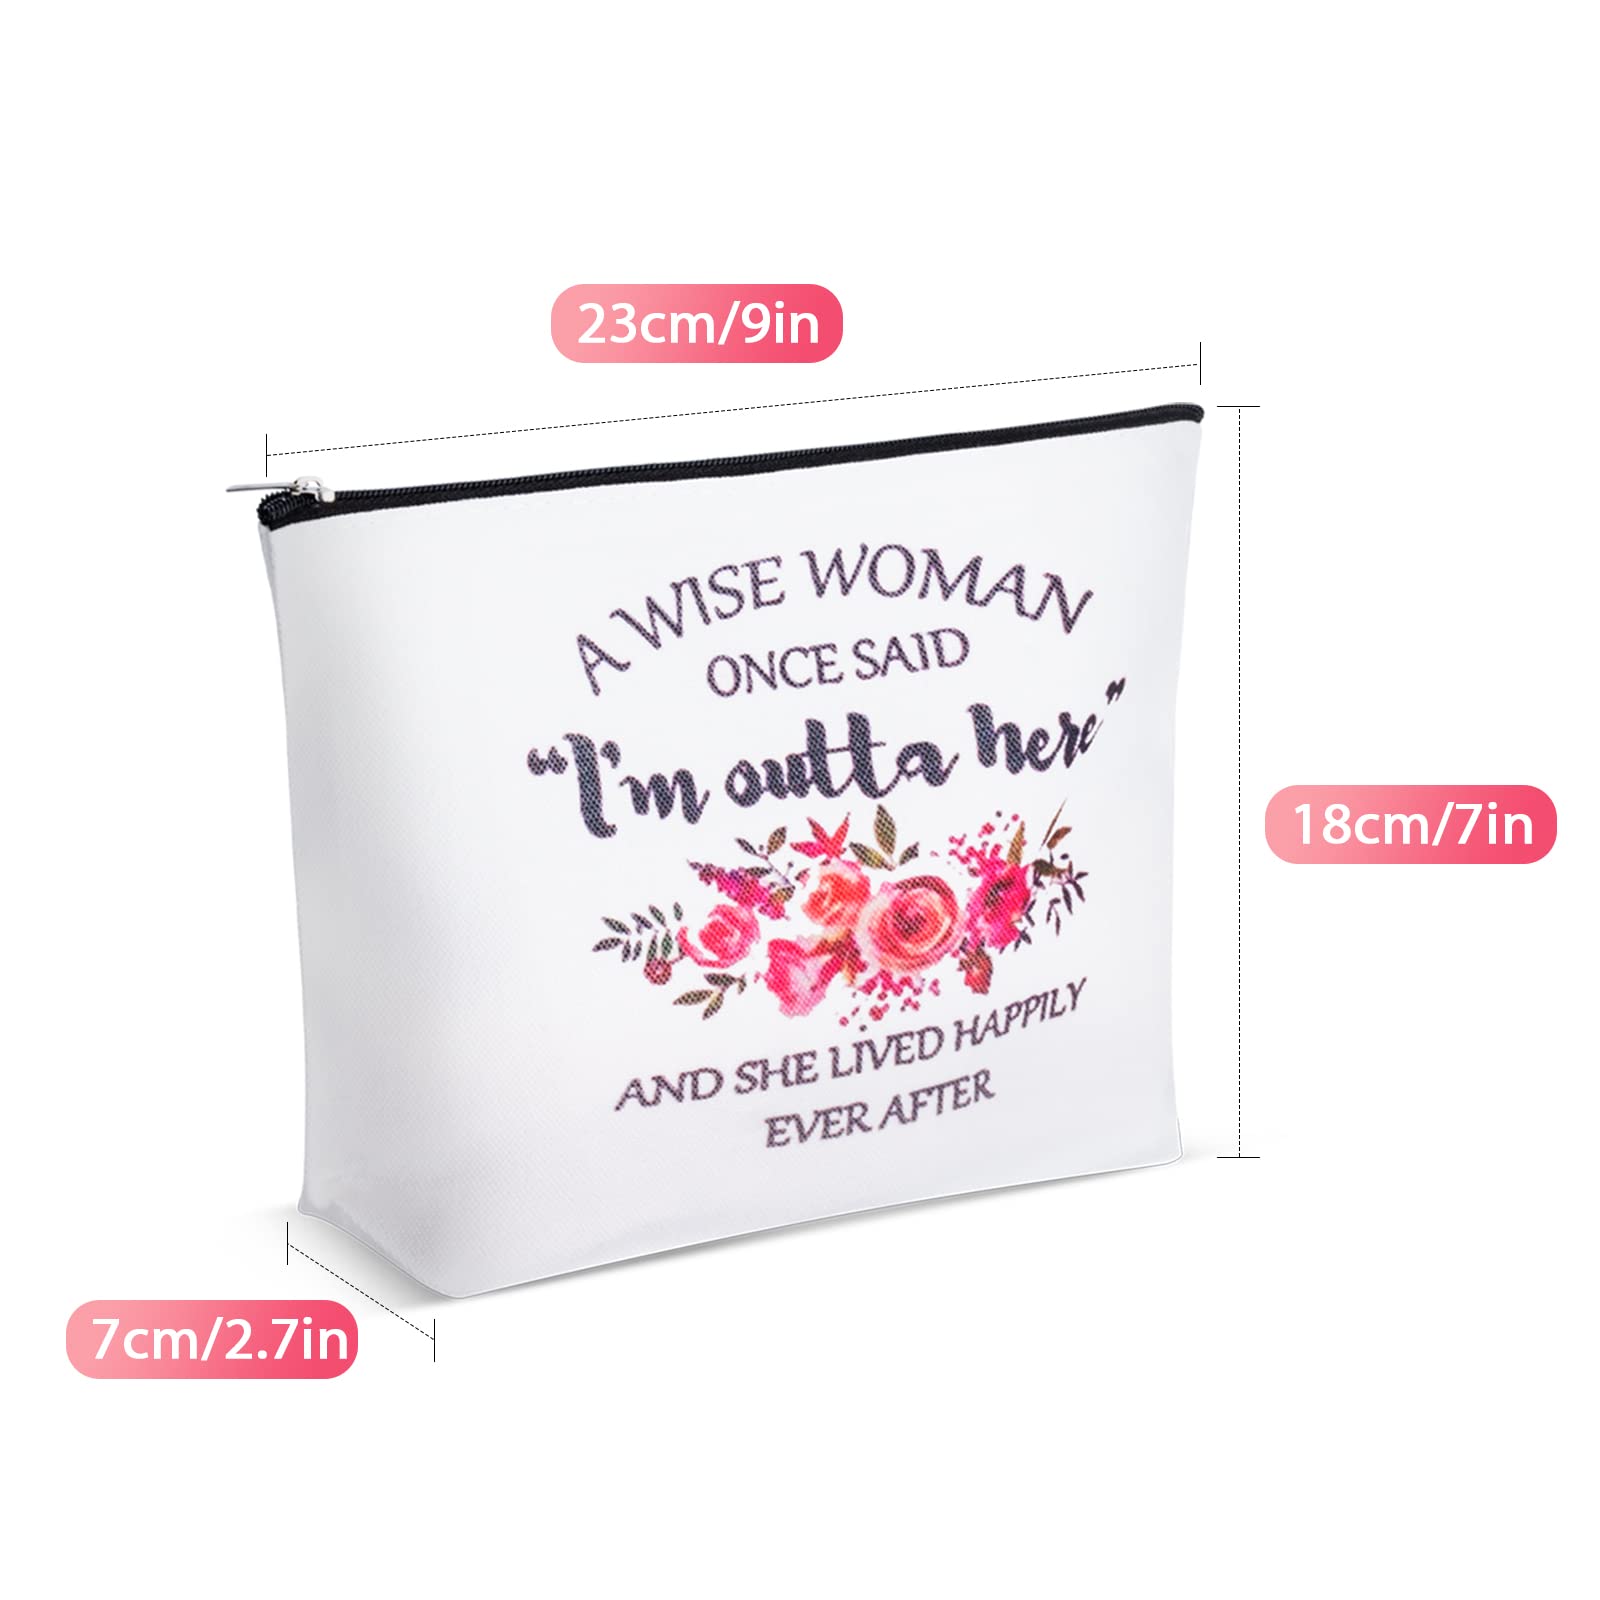 23cm/9in
A WISE WOMAN
ONCE SAID
“I'm outta here”
AND SHE LIVED HAPPILY
EVER AFTER
18cm/7in
7cm/2.7in